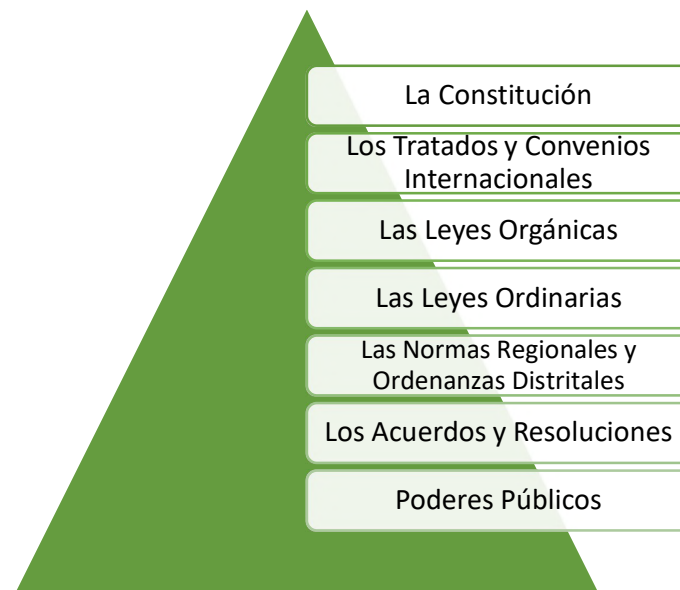 La Constitución
Los Tratados y Convenios
Internacionales
Las Leyes Orgánicas
Las Leyes Ordinarias
Las Normas Regionales y
Ordenanzas Distritales
Los Acuerdos y Resoluciones
Poderes Públicos